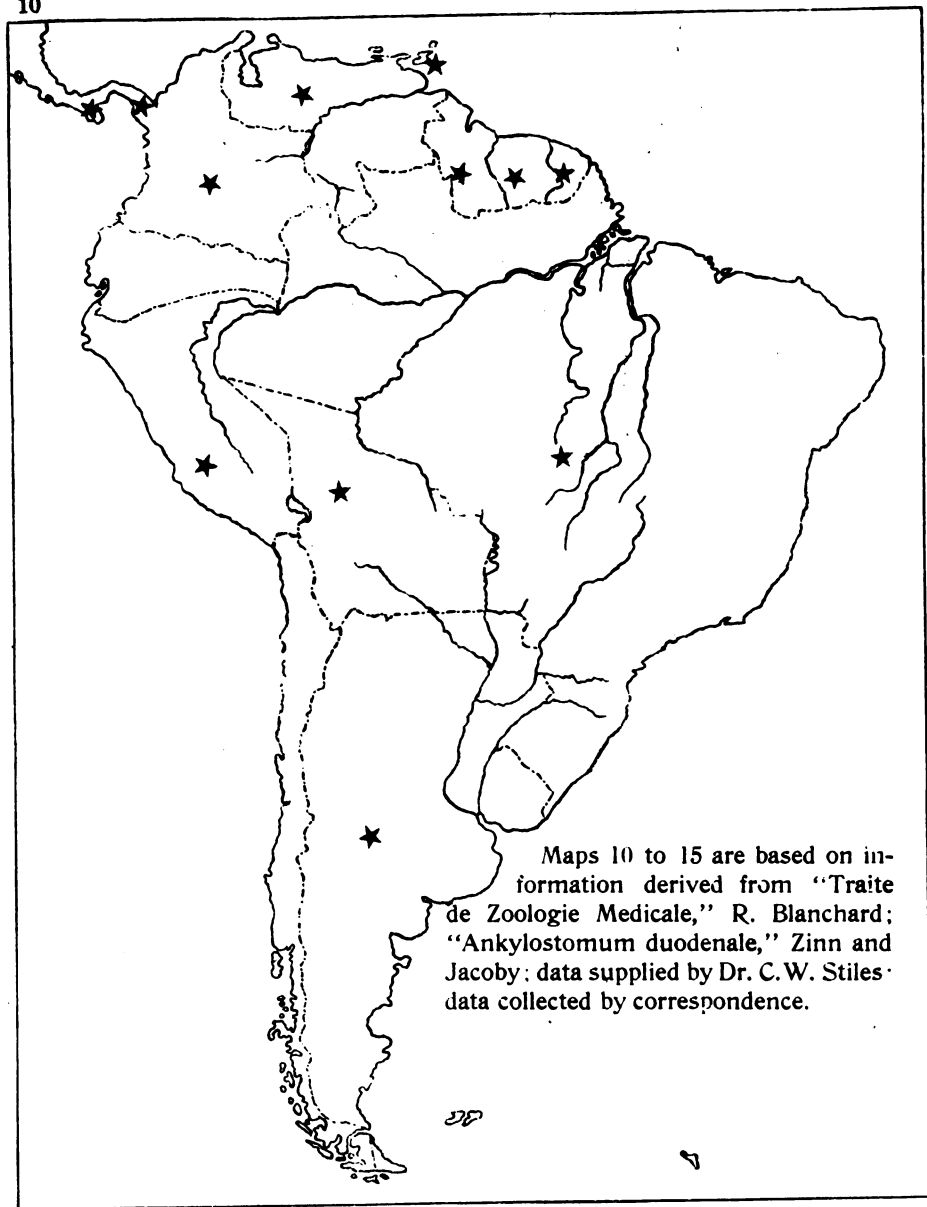 10
Maps 10 to 15 are based on in-
formation derived from “Traite
de Zoologie Medicale,” R. Blanchard;
“Ankylostomum duodenale,” Zinn and
Jacoby; data supplied by Dr. C. W. Stiles·
data collected by correspondence.